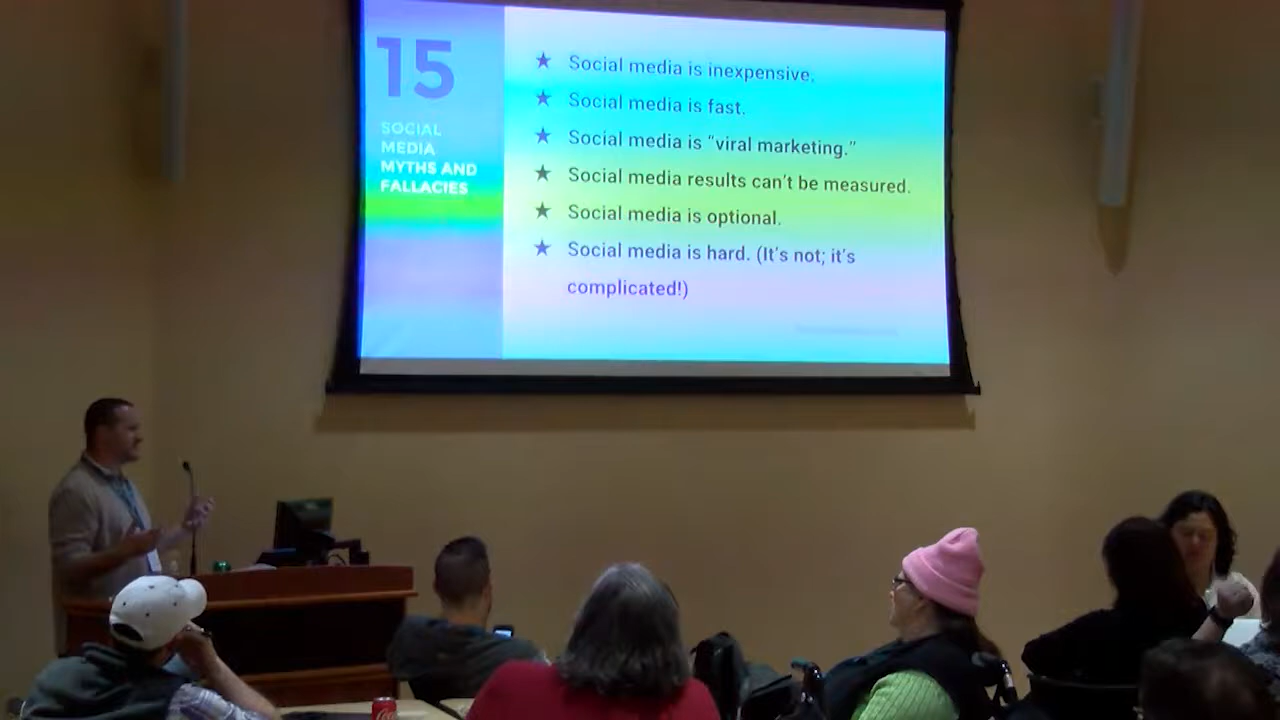 15
SOCIAL
MEDIA
MYTHS AND
FALLACIES
★ Social media is inexpensive.
★ Social media is fast.
★ Social media is “viral marketing.”
★ Social media results can’t be measured.
★ Social media is optional.
★ Social media is hard. (It’s not; it’s
complicated!)